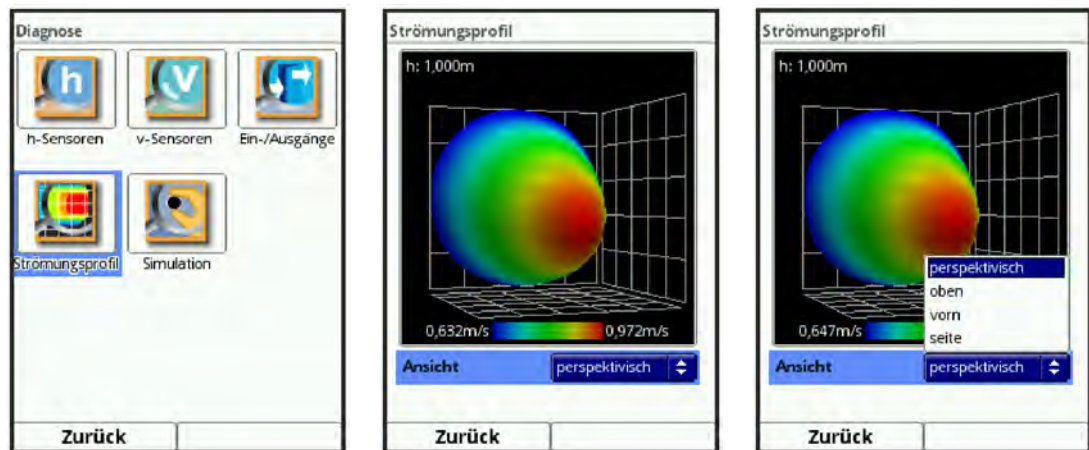 Diagnose
h
V
h-Sensoren
v-Sensoren
Ein-/Ausgänge
Strömungsprofil
Simulation
Zurück
Strömungsprofil
h: 1,000m
0,632m/s
0,972m/s
Ansicht
perspektivisch
Zurück
Strömungsprofil
h: 1,000m
perspektivisch
oben
vorn
seite
0,647m/s
Ansicht
perspektivisch
Zurück